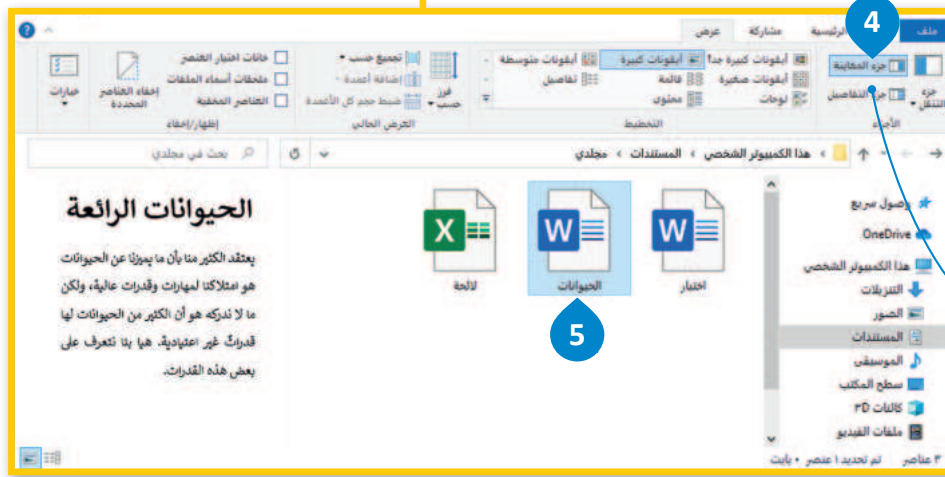 ملف
الرئيسية
مشاركة
عرض
4
جزء التنقل
جزء المعاينة
جزء التفاصيل
الأجزاء
أيقونات كبيرة جدا
أيقونات كبيرة
أيقونات متوسطة
أيقونات صغيرة
قائمة
تفاصيل
لوحات
محتوى
التخطيط
فرز حسب
تجميع حسب
إضافة أعمدة
ضبط حجم كل الأعمدة
العرض الحالي
خانات اختيار العنصر
ملحقات أسماء الملفات
العناصر المخفية
إخفاء العناصر المحددة
إظهار/إخفاء
خيارات
هذا الكمبيوتر الشخصي › المستندات › مجلدي
بحث في مجلدي
وصول سريع
OneDrive
هذا الكمبيوتر الشخصي
التنزيلات
الصور
المستندات
الموسيقى
سطح المكتب
كائنات ٣D
ملفات الفيديو
W
اختبار
W
الحيوانات
5
X
لائحة
الحيوانات الرائعة
يعتقد الكثير منا بأن ما يميزنا عن الحيوانات
هو امتلاكنا لمهارات وقدرات عالية، ولكن
ما لا ندركه هو أن الكثير من الحيوانات لها
قدراتٌ غير اعتيادية. هيا بنا نتعرف على
بعض هذه القدرات.
٣ عناصر تم تحديد ١ عنصر ٠ بايت